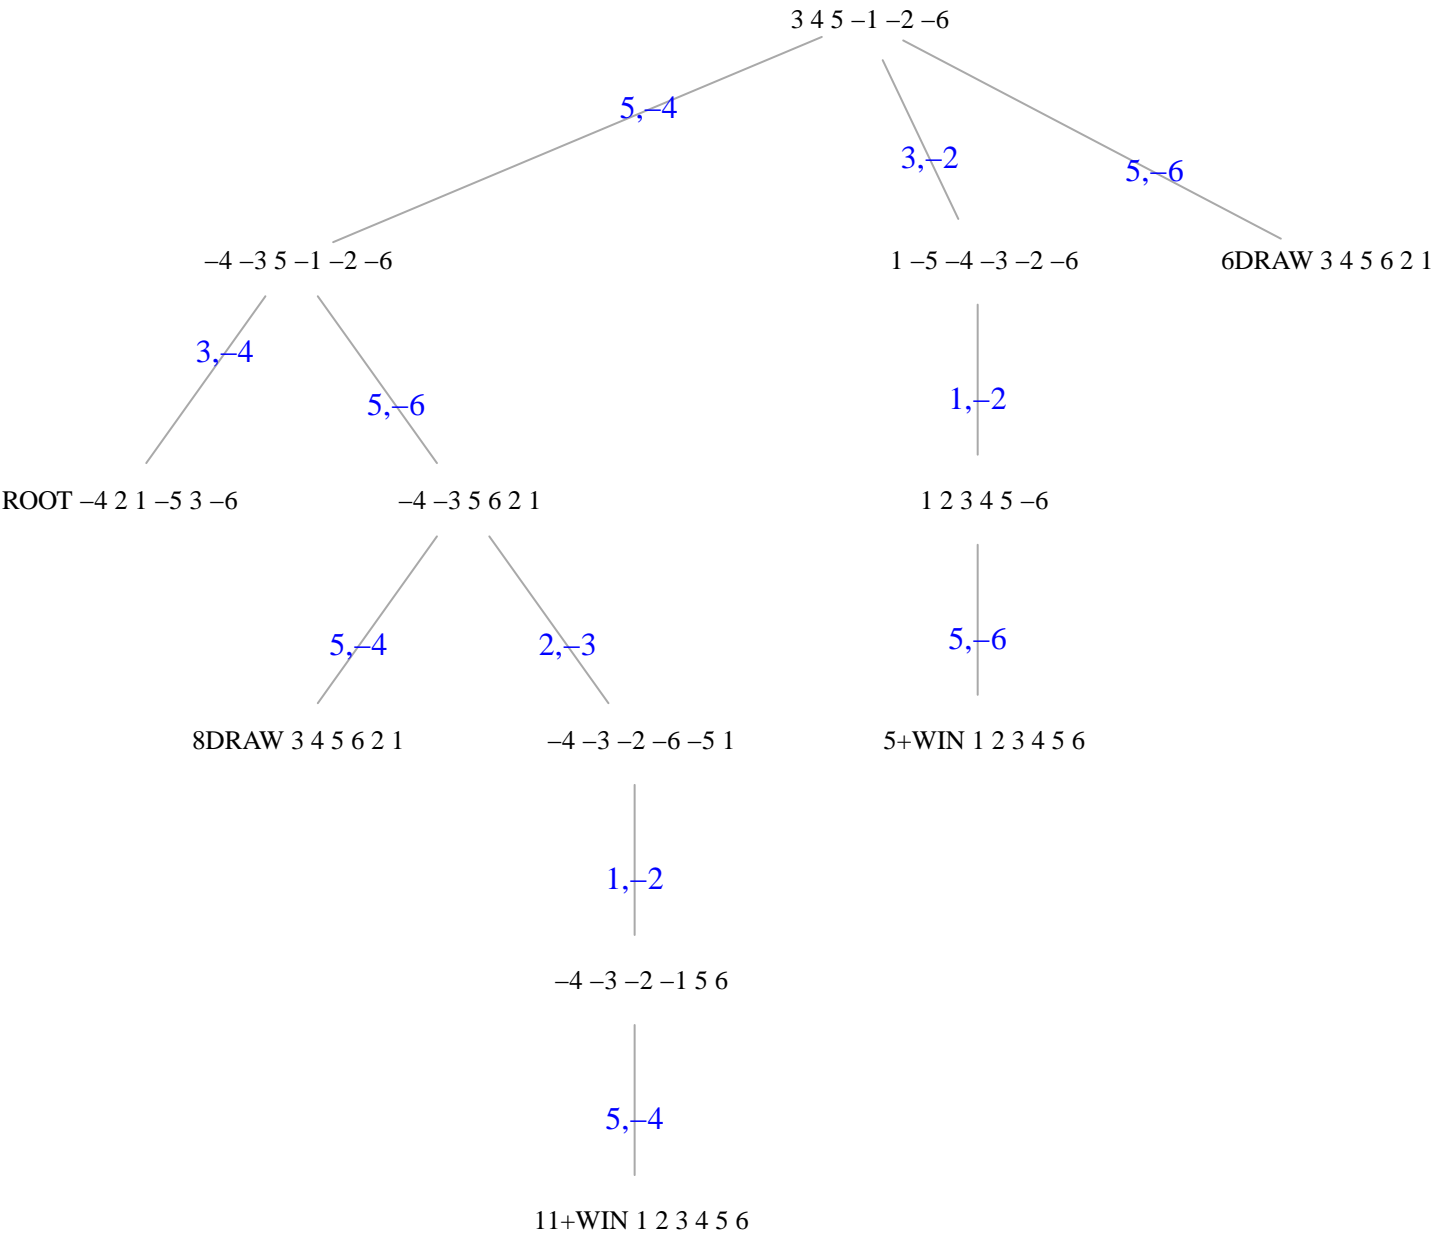 3 4 5 –1 –2 –6
5,–4
3,–2
5,–6
–4 –3 5 –1 –2 –6
1 –5 –4 –3 –2 –6
6DRAW 3 4 5 6 2 1
3,–4
5,–6
1,–2
ROOT –4 2 1 –5 3 –6
–4 –3 5 6 2 1
1 2 3 4 5 –6
5,–4
2,–3
5,–6
8DRAW 3 4 5 6 2 1
–4 –3 –2 –6 –5 1
5+WIN 1 2 3 4 5 6
1,–2
–4 –3 –2 –1 5 6
5,–4
11+WIN 1 2 3 4 5 6